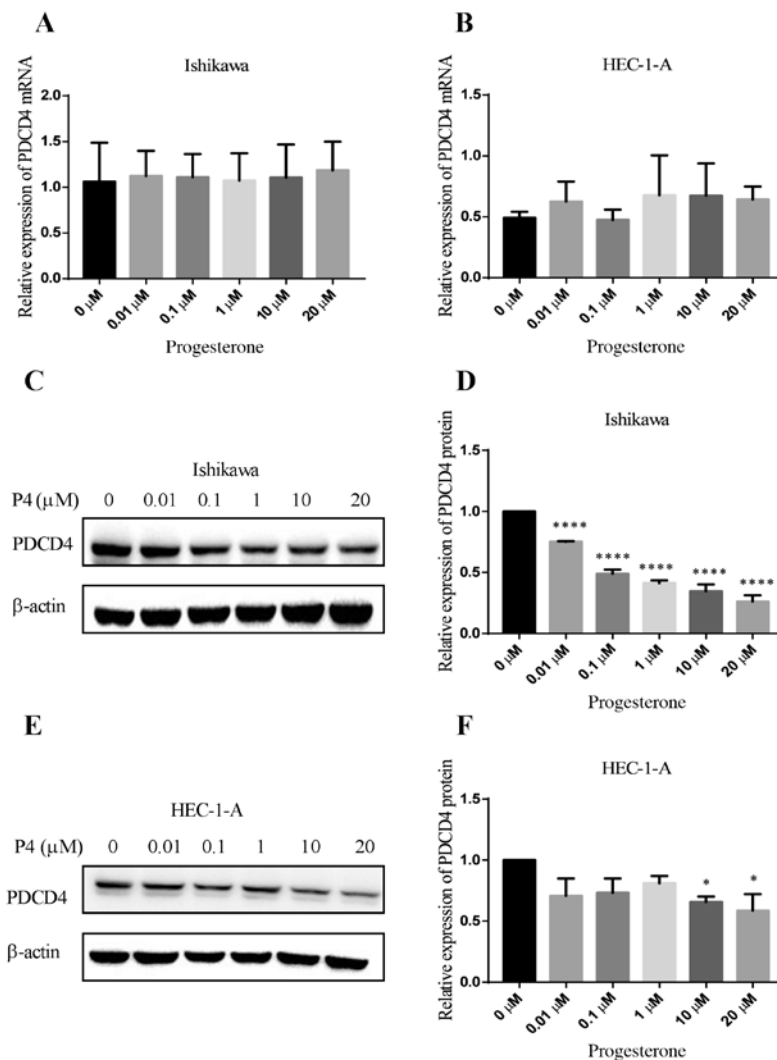 A
Ishikawa
Relative expression of PDCD4 mRNA
2.0
1.5
1.0
0.5
0.0
0 μM
0.01 μM
0.1 μM
1 μM
10 μM
20 μM
Progesterone
B
HEC-1-A
Relative expression of PDCD4 mRNA
1.5
1.0
0.5
0.0
0 μM
0.01 μM
0.1 μM
1 μM
10 μM
20 μM
Progesterone
C
Ishikawa
P4 (μM) 0 0.01 0.1 1 10 20
PDCD4
β-actin
D
Ishikawa
Relative expression of PDCD4 protein
1.5
1.0
0.5
0.0
****
****
****
****
****
0 μM
0.01 μM
0.1 μM
1 μM
10 μM
20 μM
Progesterone
E
HEC-1-A
P4 (μM) 0 0.01 0.1 1 10 20
PDCD4
β-actin
F
HEC-1-A
Relative expression of PDCD4 protein
1.5
1.0
0.5
0.0
*
*
0 μM
0.01 μM
0.1 μM
1 μM
10 μM
20 μM
Progesterone